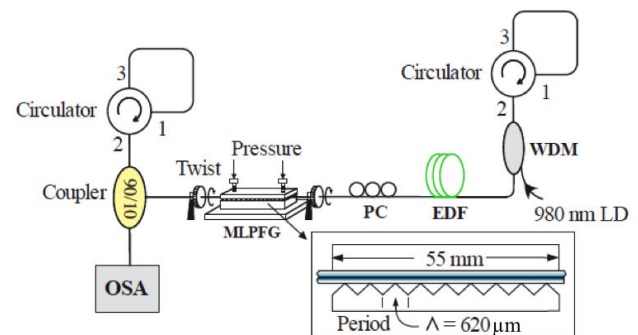 3
Circulator
1
2
Coupler
90/10
OSA
Twist
Pressure
MLPFG
PC
EDF
3
Circulator
1
2
WDM
980 nm LD
55 mm
Period
Λ = 620 µm